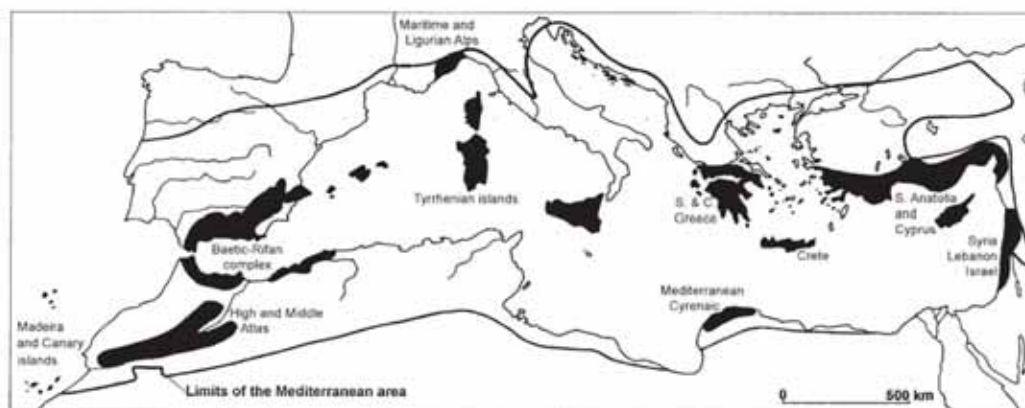 Maritime and
Ligurian Alps
Tyrrhenian islands
S. & C.
Greece
S. Anatolia
and
Cyprus
Baetic-Rifan
complex
Crete
Syria
Lebanon
Israel
Mediterranean
Cyrenaic
High and Middle
Atlas
Madeira
and Canary
islands
Limits of the Mediterranean area
0 500 km